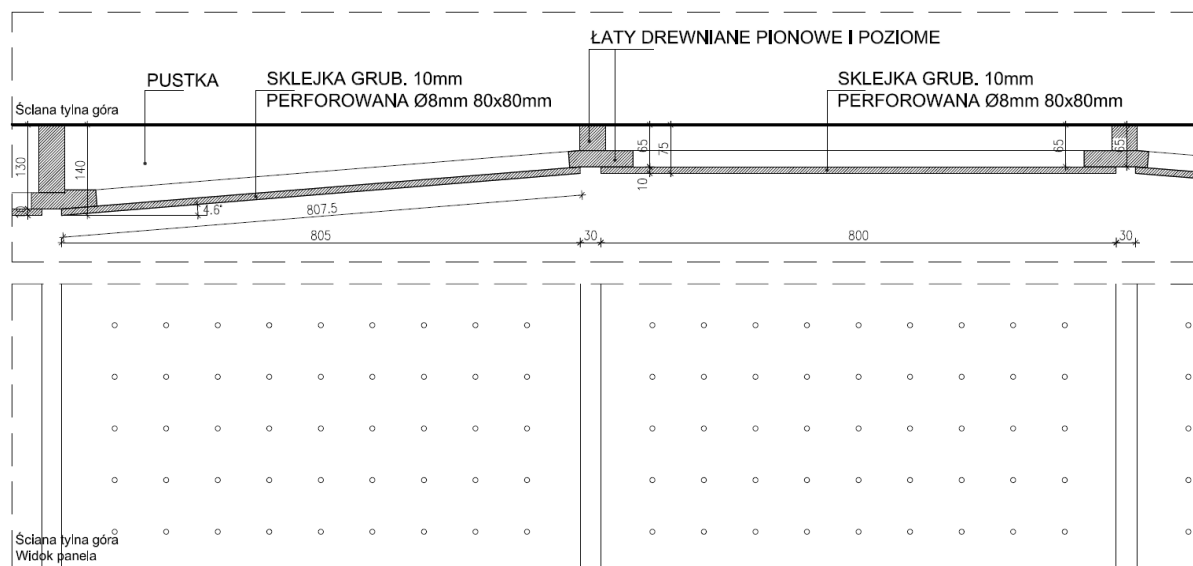 ŁATY DREWNIANE PIONOWE I POZIOME
PUSTKA
SKLEJKA GRUB. 10mm
PERFOROWANA Ø8mm 80x80mm
SKLEJKA GRUB. 10mm
PERFOROWANA Ø8mm 80x80mm
Ściana tylna góra
130
140
65
75
65
65
10
10
4.6°
807.5
805
30
800
30
Ściana tylna góra
Widok panela